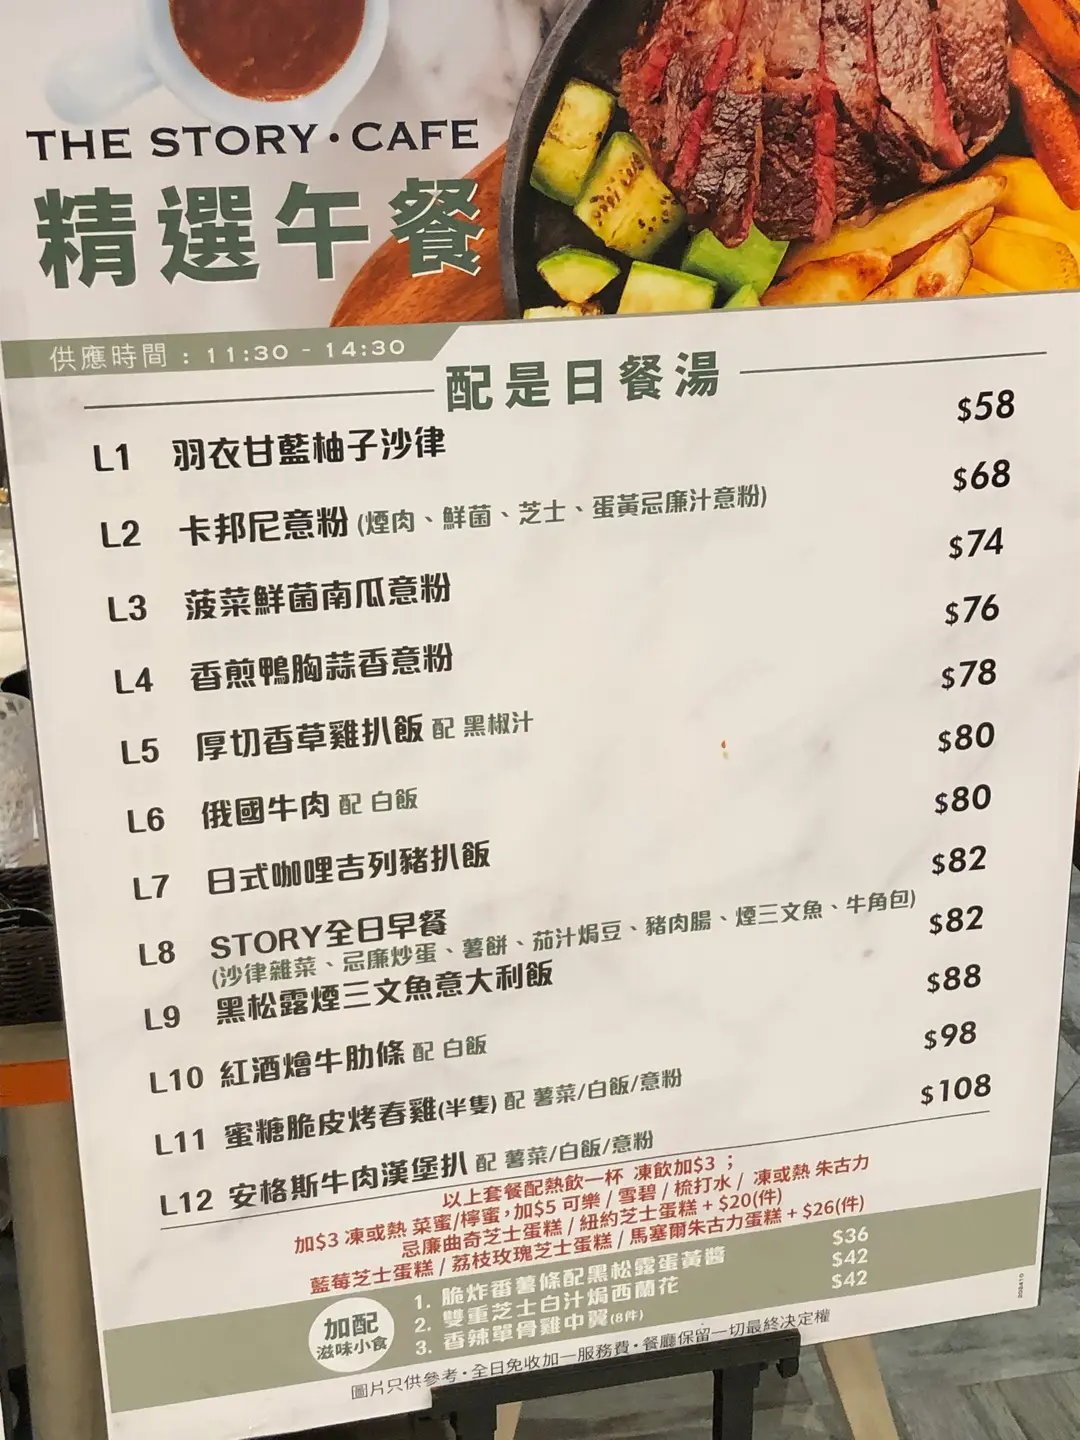 THE STORY·CAFE
精選午餐
供應時間：11:30 - 14:30
配是日餐湯
L1 羽衣甘藍柚子沙律 $58
L2 卡邦尼意粉 (煙肉、鮮菌、芝士、蛋黃忌廉汁意粉) $68
L3 菠菜鮮菌南瓜意粉 $74
L4 香煎鴨胸蒜香意粉 $76
L5 厚切香草雞扒飯 配 黑椒汁 $78
L6 俄國牛肉 配 白飯 $80
L7 日式咖哩吉列豬扒飯 $80
L8 STORY全日早餐 $82
(沙律雜菜、忌廉炒蛋、薯餅、茄汁焗豆、豬肉腸、煙三文魚、牛角包)
L9 黑松露煙三文魚意大利飯 $82
L10 紅酒燴牛肋條 配 白飯 $88
L11 蜜糖脆皮烤春雞(半隻) 配 薯菜/白飯/意粉 $98
L12 安格斯牛肉漢堡扒 配 薯菜/白飯/意粉 $108
以上套餐配熱飲一杯 凍飲加$3；
加$3 凍或熱 菜蜜/檸蜜，加$5 可樂 / 雪碧 / 梳打水 / 凍或熱 朱古力
忌廉曲奇芝士蛋糕 / 紐約芝士蛋糕 + $20(件)
藍莓芝士蛋糕 / 荔枝玫瑰芝士蛋糕 / 馬塞爾朱古力蛋糕 + $26(件)
加配
滋味小食
1. 脆炸番薯條配黑松露蛋黃醬 $36
2. 雙重芝士白汁焗西蘭花 $42
3. 香辣單骨雞中翼(8件) $42
圖片只供參考·全日免收加一服務費·餐廳保留一切最終決定權